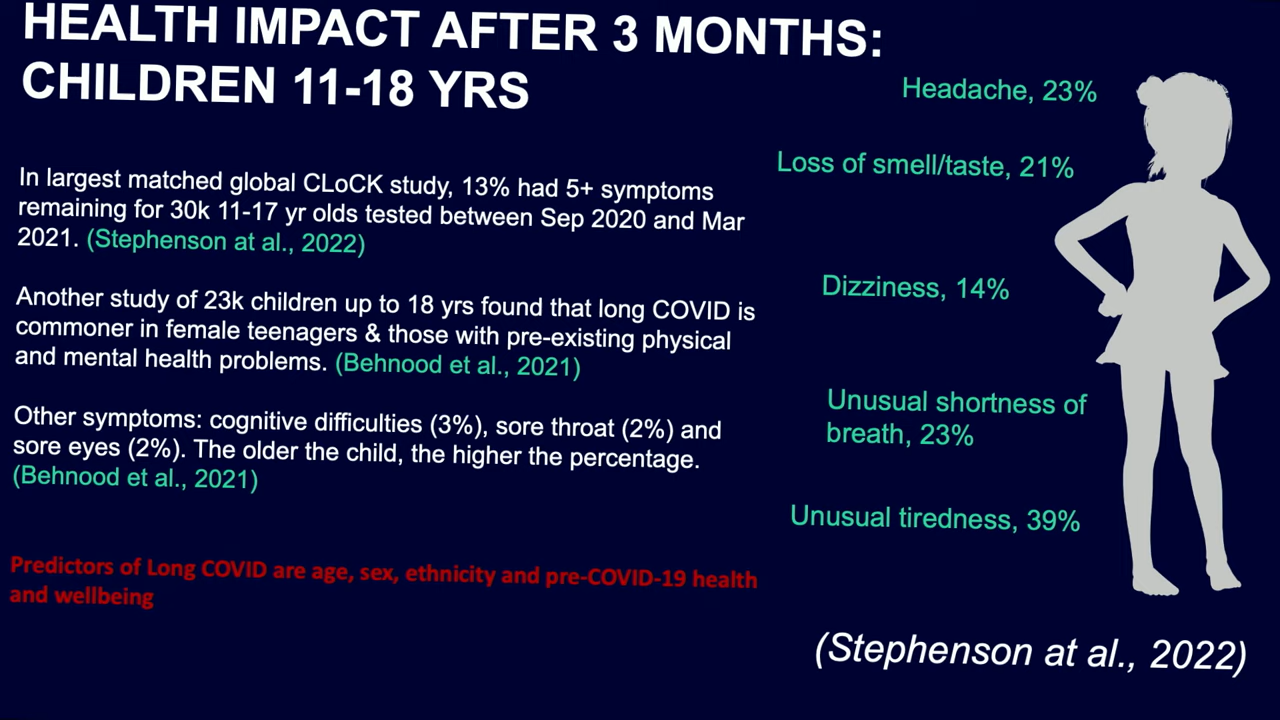 HEALTH IMPACT AFTER 3 MONTHS:
CHILDREN 11-18 YRS
In largest matched global CLoCK study, 13% had 5+ symptoms
remaining for 30k 11-17 yr olds tested between Sep 2020 and Mar
2021. (Stephenson at al., 2022)
Another study of 23k children up to 18 yrs found that long COVID is
commoner in female teenagers & those with pre-existing physical
and mental health problems. (Behnood et al., 2021)
Other symptoms: cognitive difficulties (3%), sore throat (2%) and
sore eyes (2%). The older the child, the higher the percentage.
(Behnood et al., 2021)
Predictors of Long COVID are age, sex, ethnicity and pre-COVID-19 health
and wellbeing
Headache, 23%
Loss of smell/taste, 21%
Dizziness, 14%
Unusual shortness of
breath, 23%
Unusual tiredness, 39%
(Stephenson at al., 2022)